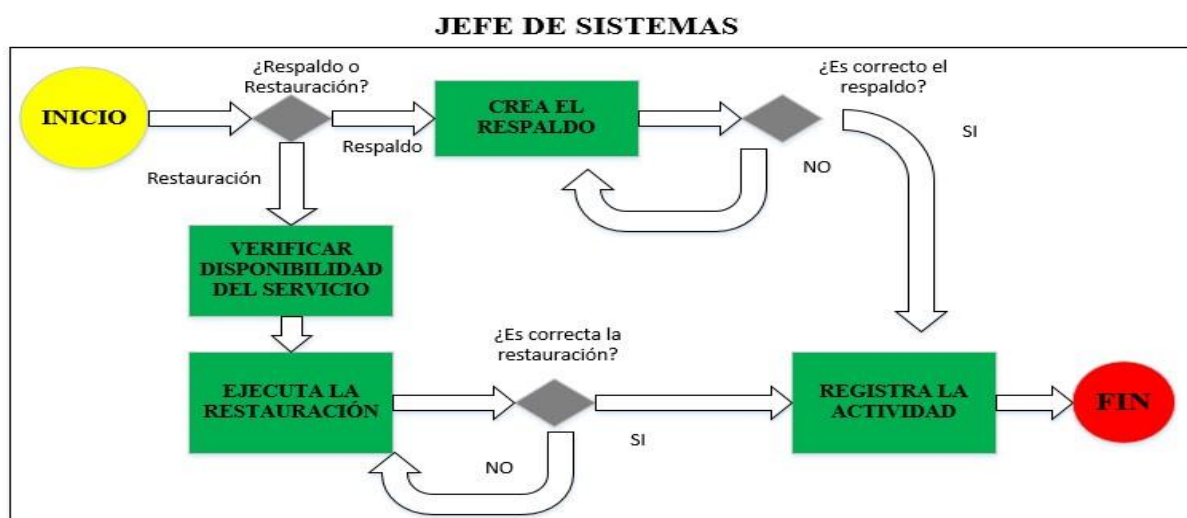 JEFE DE SISTEMAS
¿Respaldo o
Restauración?
¿Es correcto el
respaldo?
INICIO
CREA EL
RESPALDO
Respaldo
SI
NO
Restauración
VERIFICAR
DISPONIBILIDAD
DEL SERVICIO
¿Es correcta la
restauración?
EJECUTA LA
RESTAURACIÓN
REGISTRA LA
ACTIVIDAD
FIN
SI
NO